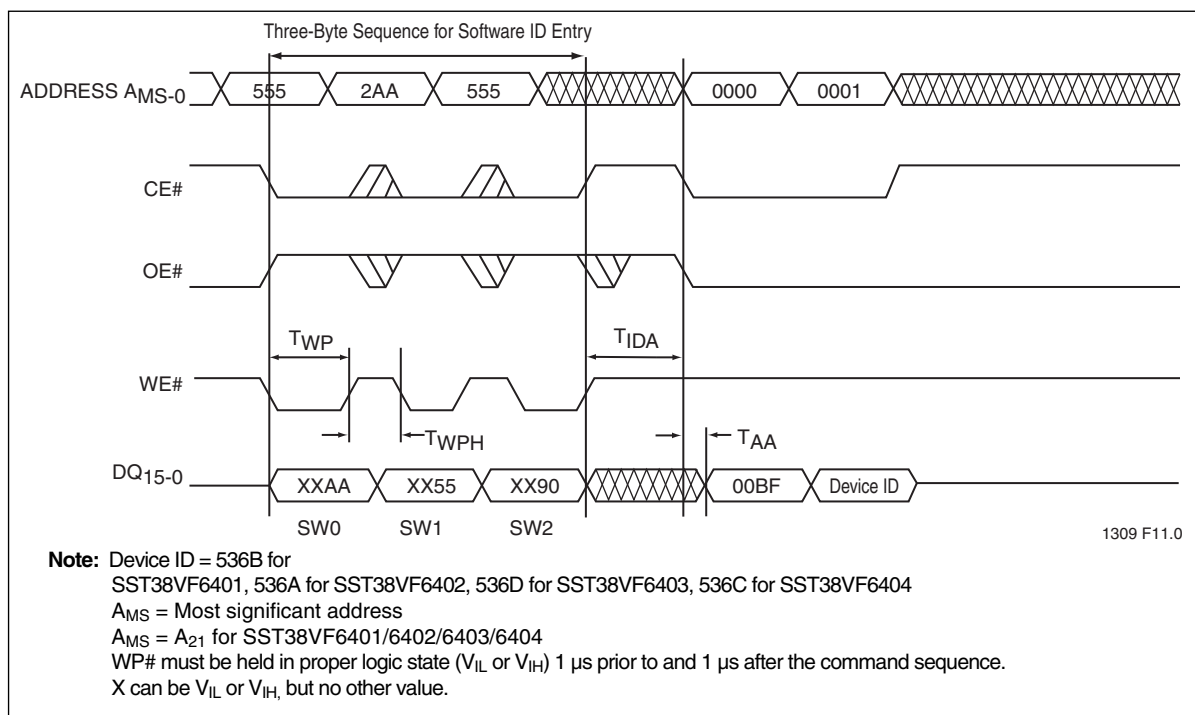 Three-Byte Sequence for Software ID Entry
ADDRESS AMS-0 555 2AA 555 0000 0001
CE#
OE#
TWP TIDA
WE#
TWPH TAA
DQ15-0 XXAA XX55 XX90 00BF Device ID
SW0 SW1 SW2
1309 F11.0
Note: Device ID = 536B for
SST38VF6401, 536A for SST38VF6402, 536D for SST38VF6403, 536C for SST38VF6404
AMS = Most significant address
AMS = A21 for SST38VF6401/6402/6403/6404
WP# must be held in proper logic state (VIL or VIH) 1 µs prior to and 1 µs after the command sequence.
X can be VIL or VIH, but no other value.